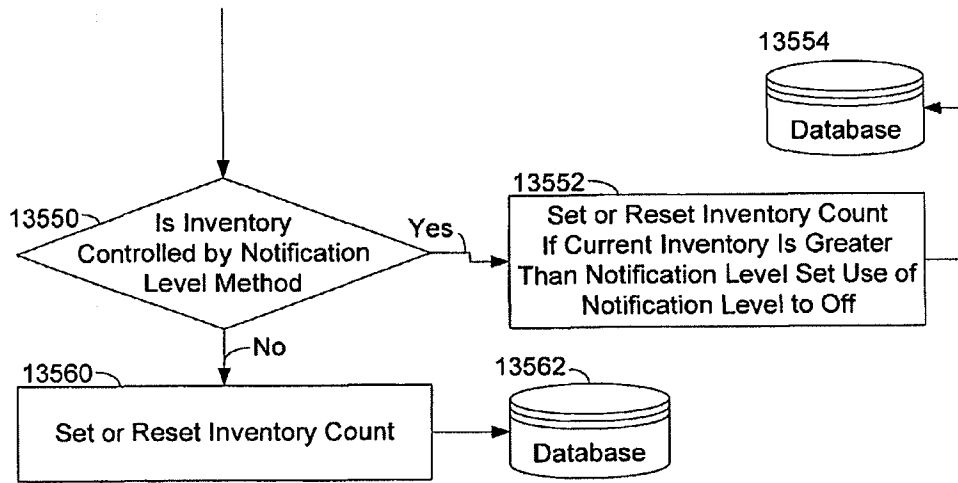 13554
Database
13550
Is Inventory
Controlled by Notification
Level Method
Yes
13552
Set or Reset Inventory Count
If Current Inventory Is Greater
Than Notification Level Set Use of
Notification Level to Off
No
13560
Set or Reset Inventory Count
13562
Database